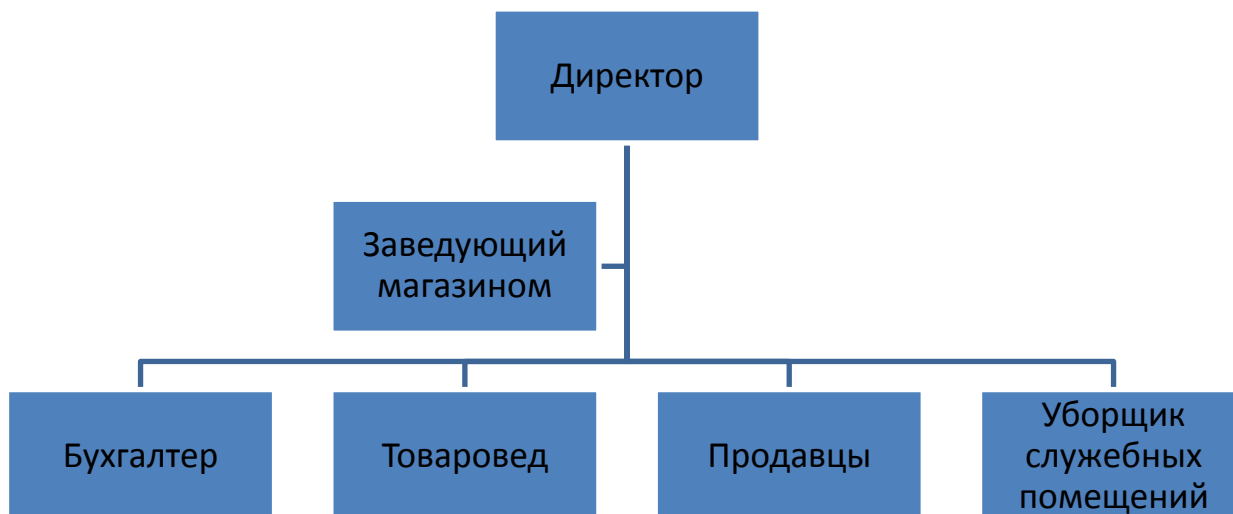 Директор
Заведующий
магазином
Бухгалтер
Товаровед
Продавцы
Уборщик
служебных
помещений